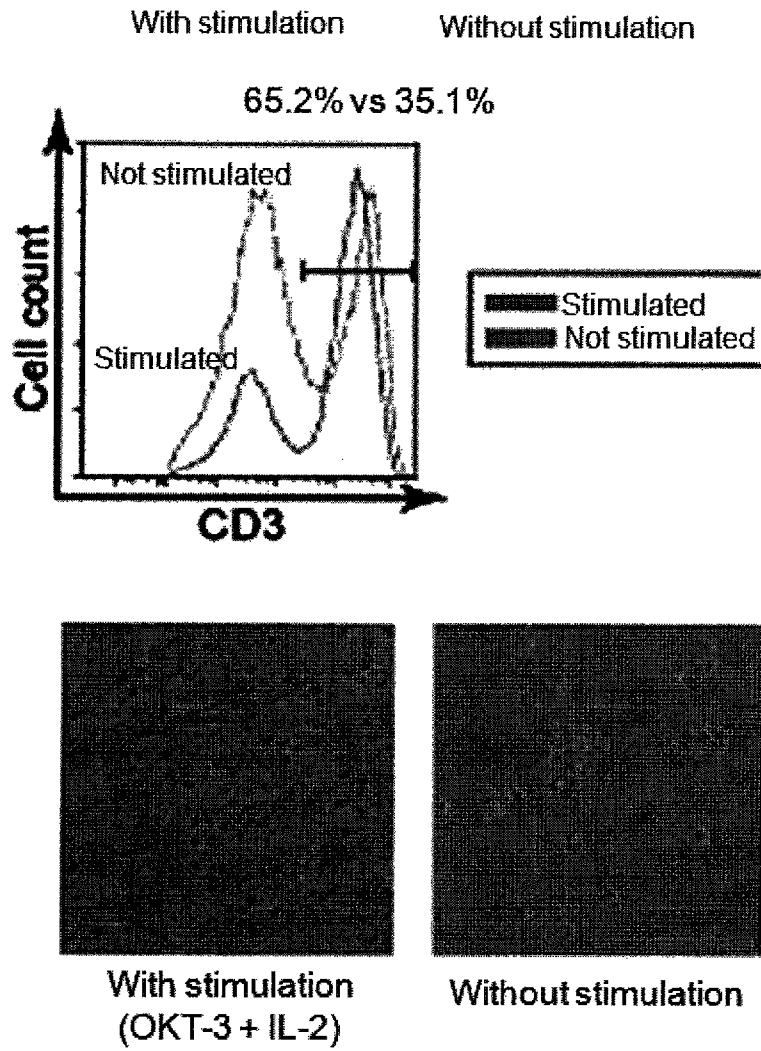 With stimulation
Without stimulation
65.2% vs 35.1%
Not stimulated
Stimulated
Cell count
CD3
Stimulated
Not stimulated
With stimulation
(OKT-3 + IL-2)
Without stimulation